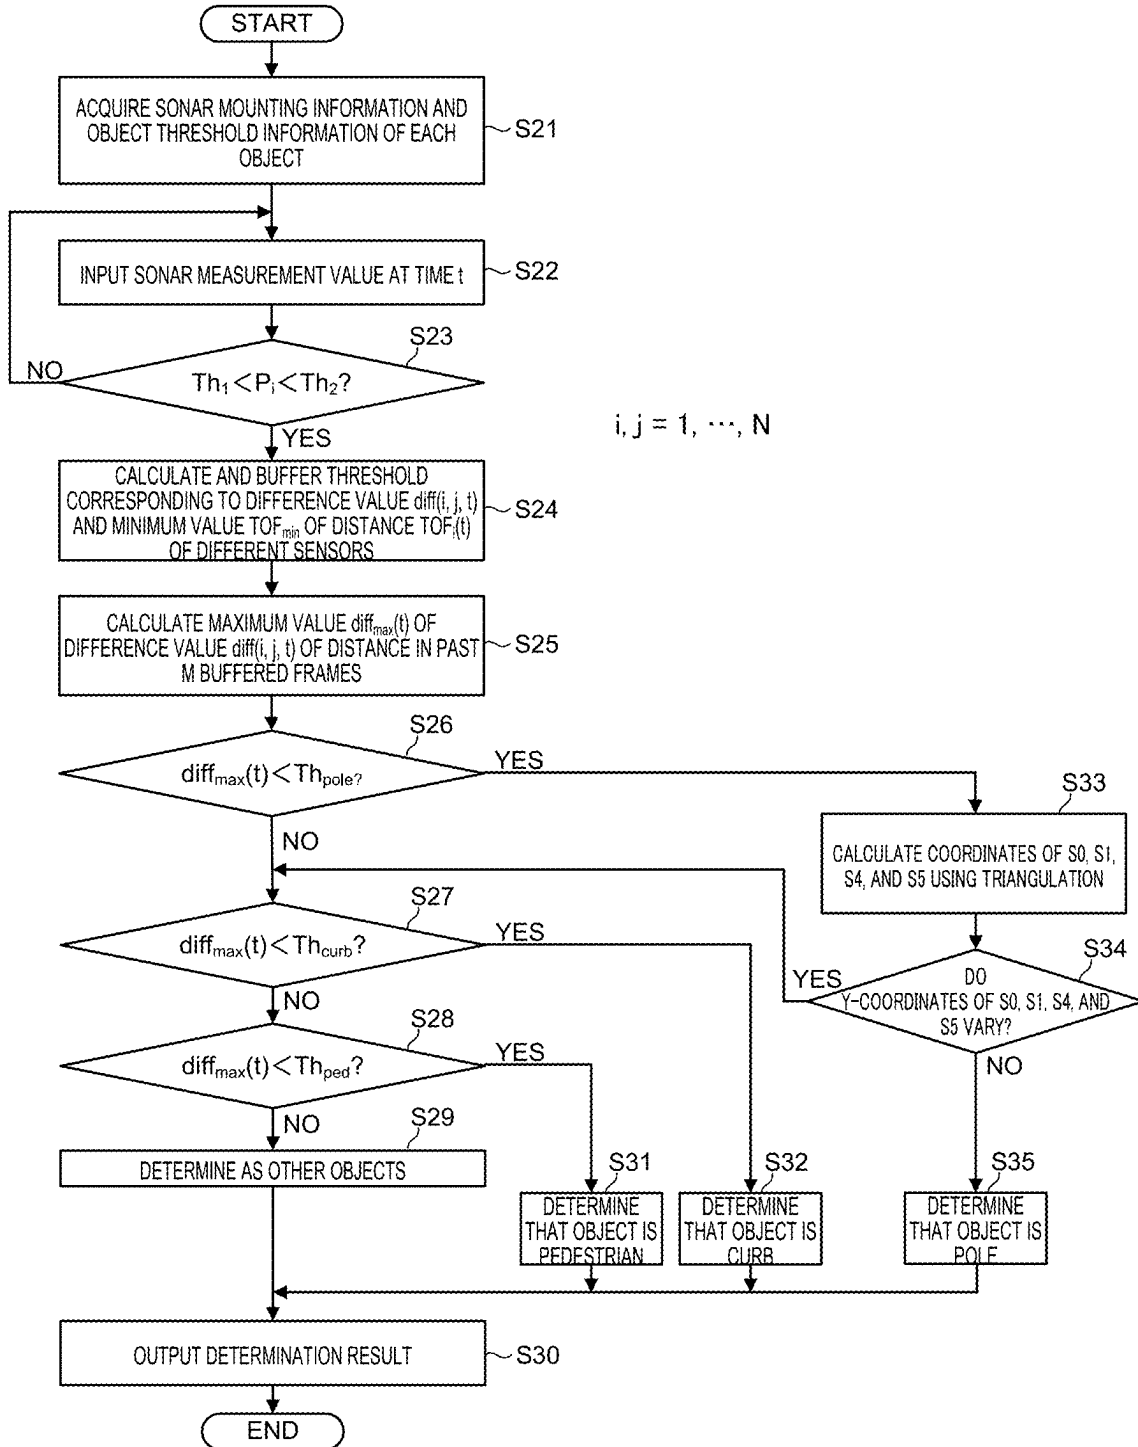 START
ACQUIRE SONAR MOUNTING INFORMATION AND
OBJECT THRESHOLD INFORMATION OF EACH
OBJECT
S21
INPUT SONAR MEASUREMENT VALUE AT TIME t
S22
S23
NO
Th1<Pi<Th2?
YES
i, j = 1, ⋯, N
CALCULATE AND BUFFER THRESHOLD
CORRESPONDING TO DIFFERENCE VALUE diff(i, j, t)
AND MINIMUM VALUE TOFmin OF DISTANCE TOFi(t)
OF DIFFERENT SENSORS
S24
CALCULATE MAXIMUM VALUE diffmax(t) OF
DIFFERENCE VALUE diff(i, j, t) OF DISTANCE IN PAST
M BUFFERED FRAMES
S25
S26
diffmax(t)<Thpole?
YES
NO
S33
CALCULATE COORDINATES OF S0, S1,
S4, AND S5 USING TRIANGULATION
S27
diffmax(t)<Thcurb?
YES
NO
S34
YES
DO
Y-COORDINATES OF S0, S1, S4, AND
S5 VARY?
NO
S28
diffmax(t)<Thped?
YES
NO
S29
DETERMINE AS OTHER OBJECTS
S31
DETERMINE
THAT OBJECT IS
PEDESTRIAN
S32
DETERMINE
THAT OBJECT IS
CURB
S35
DETERMINE
THAT OBJECT IS
POLE
OUTPUT DETERMINATION RESULT
S30
END